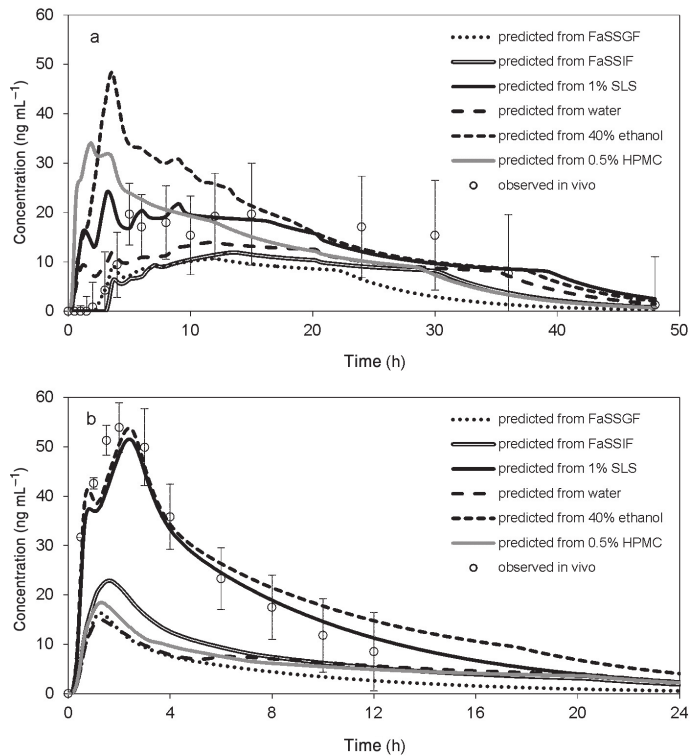 60
50
40
30
20
10
0
Concentration (ng mL⁻¹)
a
predicted from FaSSGF
predicted from FaSSIF
predicted from 1% SLS
predicted from water
predicted from 40% ethanol
predicted from 0.5% HPMC
observed in vivo
0 10 20 30 40 50
Time (h)
60
50
40
30
20
10
0
Concentration (ng mL⁻¹)
b
predicted from FaSSGF
predicted from FaSSIF
predicted from 1% SLS
predicted from water
predicted from 40% ethanol
predicted from 0.5% HPMC
observed in vivo
0 4 8 12 16 20 24
Time (h)